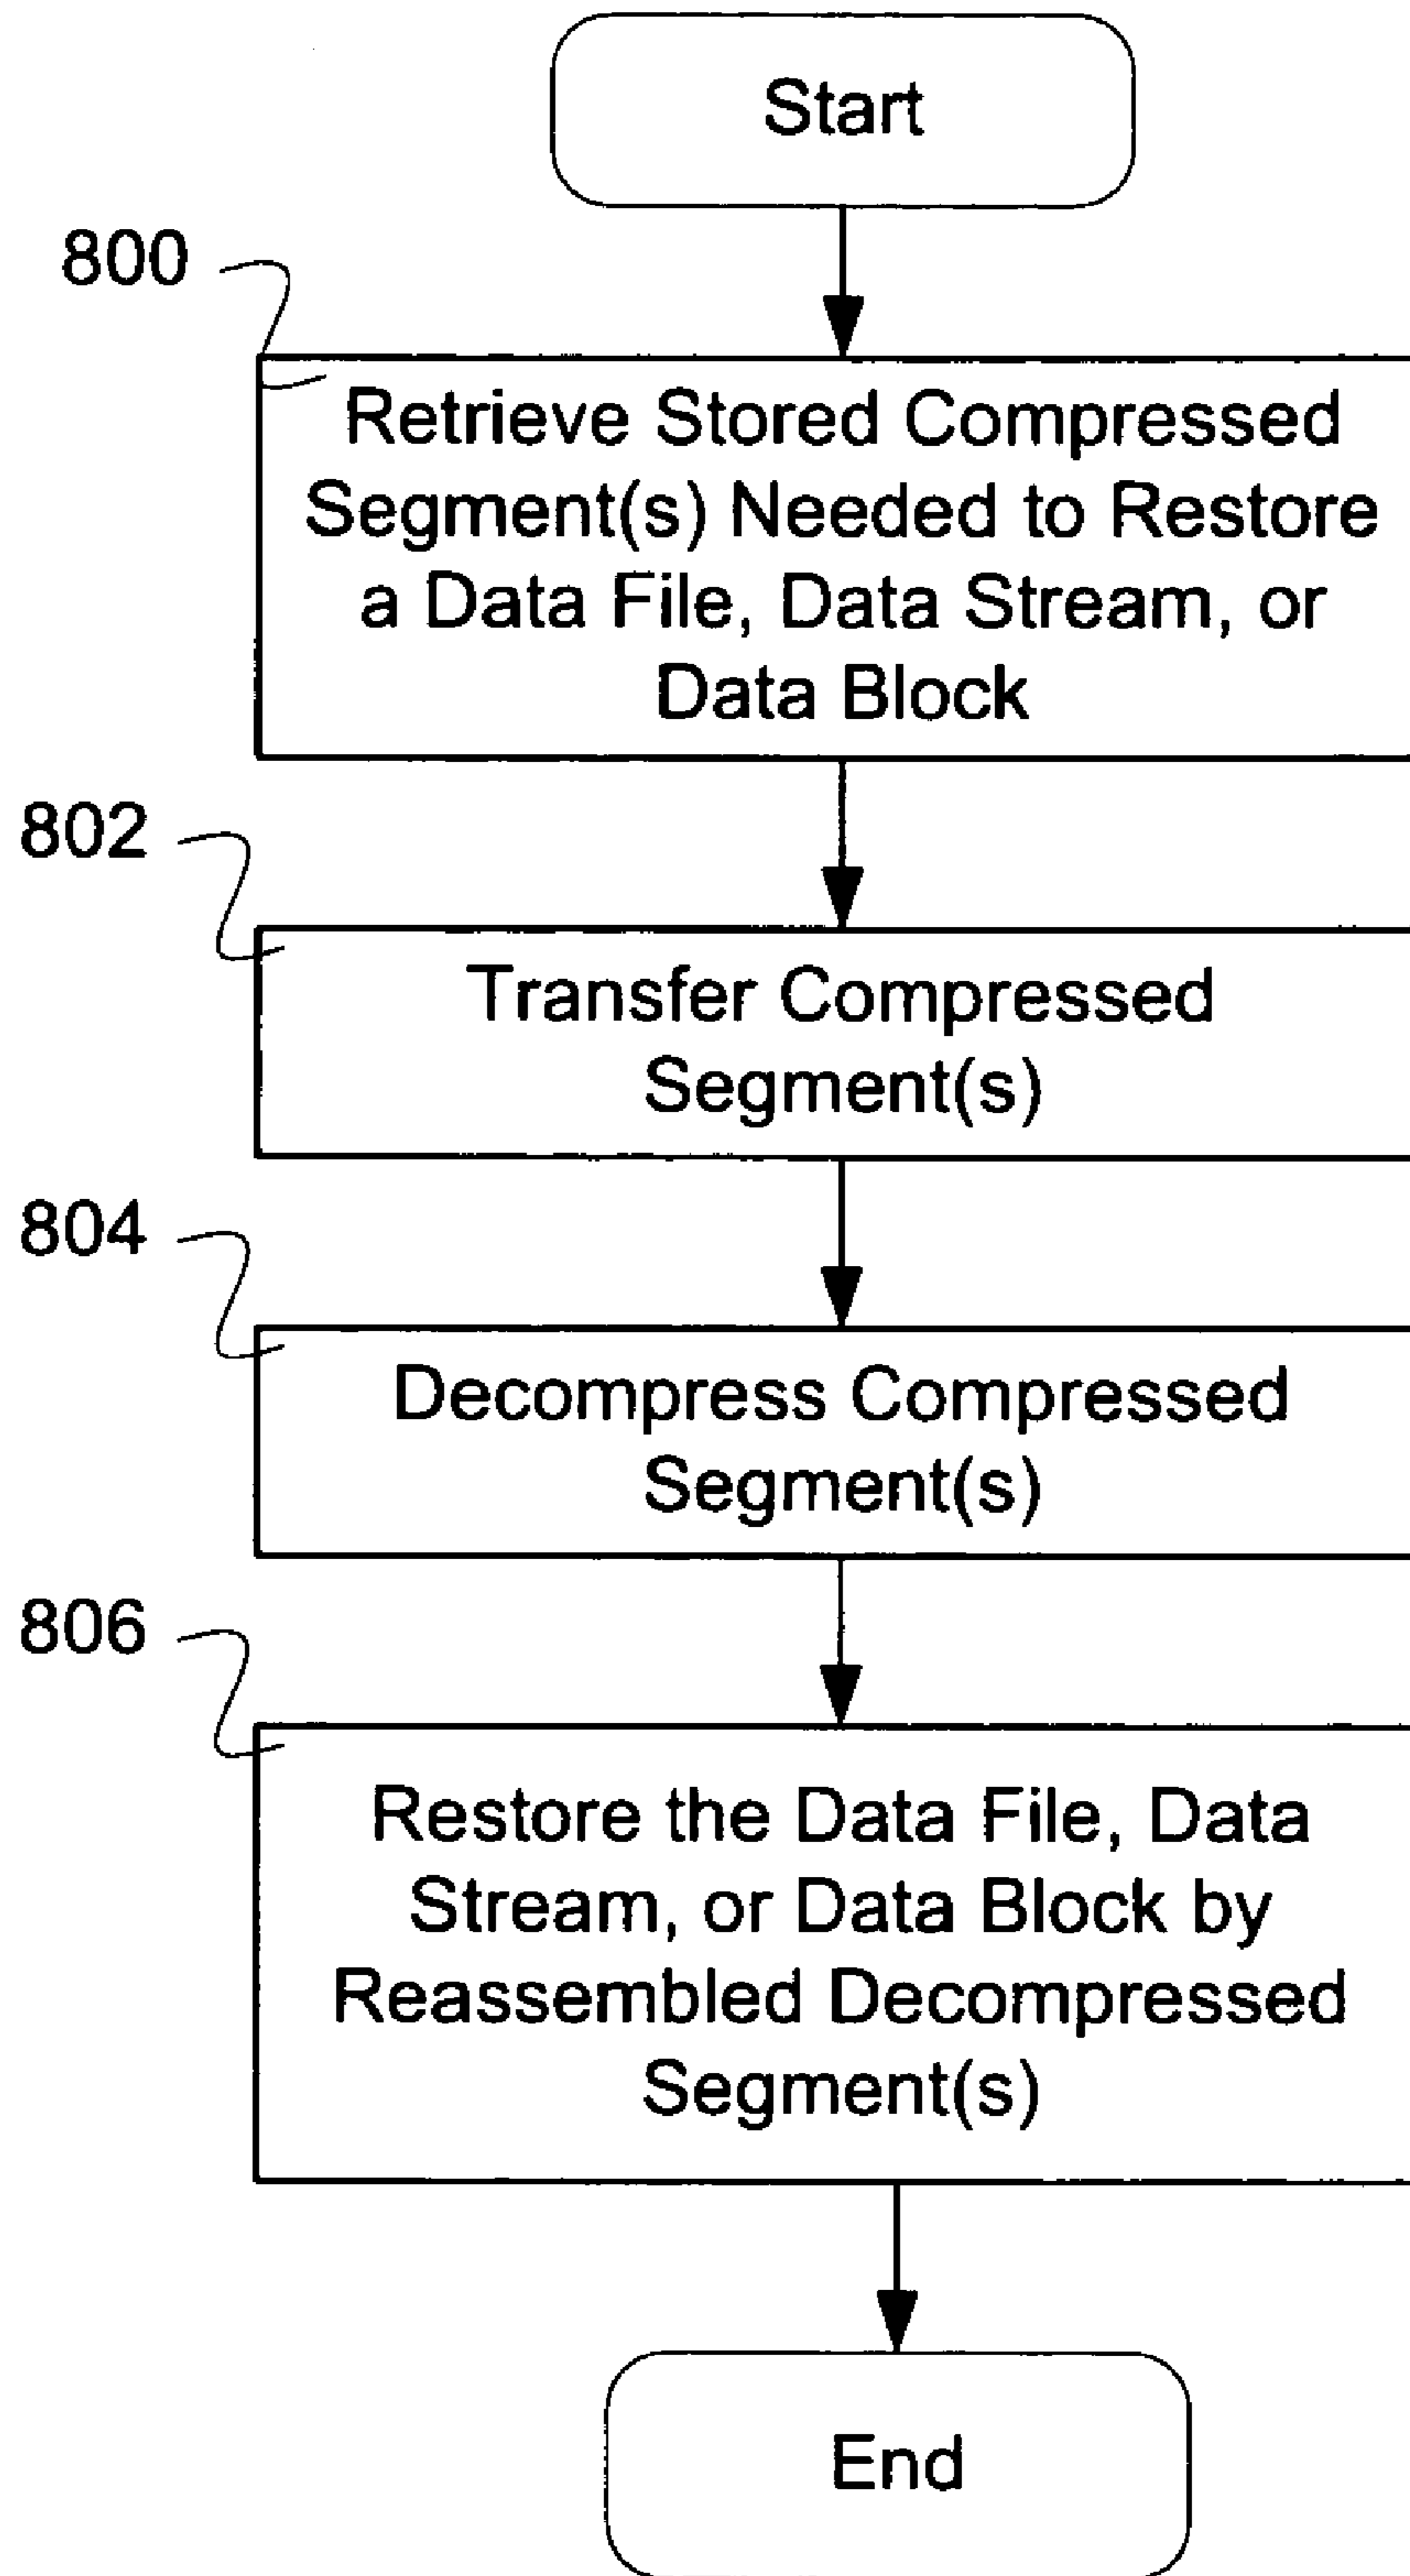 Start
800
Retrieve Stored Compressed
Segment(s) Needed to Restore
a Data File, Data Stream, or
Data Block
802
Transfer Compressed
Segment(s)
804
Decompress Compressed
Segment(s)
806
Restore the Data File, Data
Stream, or Data Block by
Reassembled Decompressed
Segment(s)
End